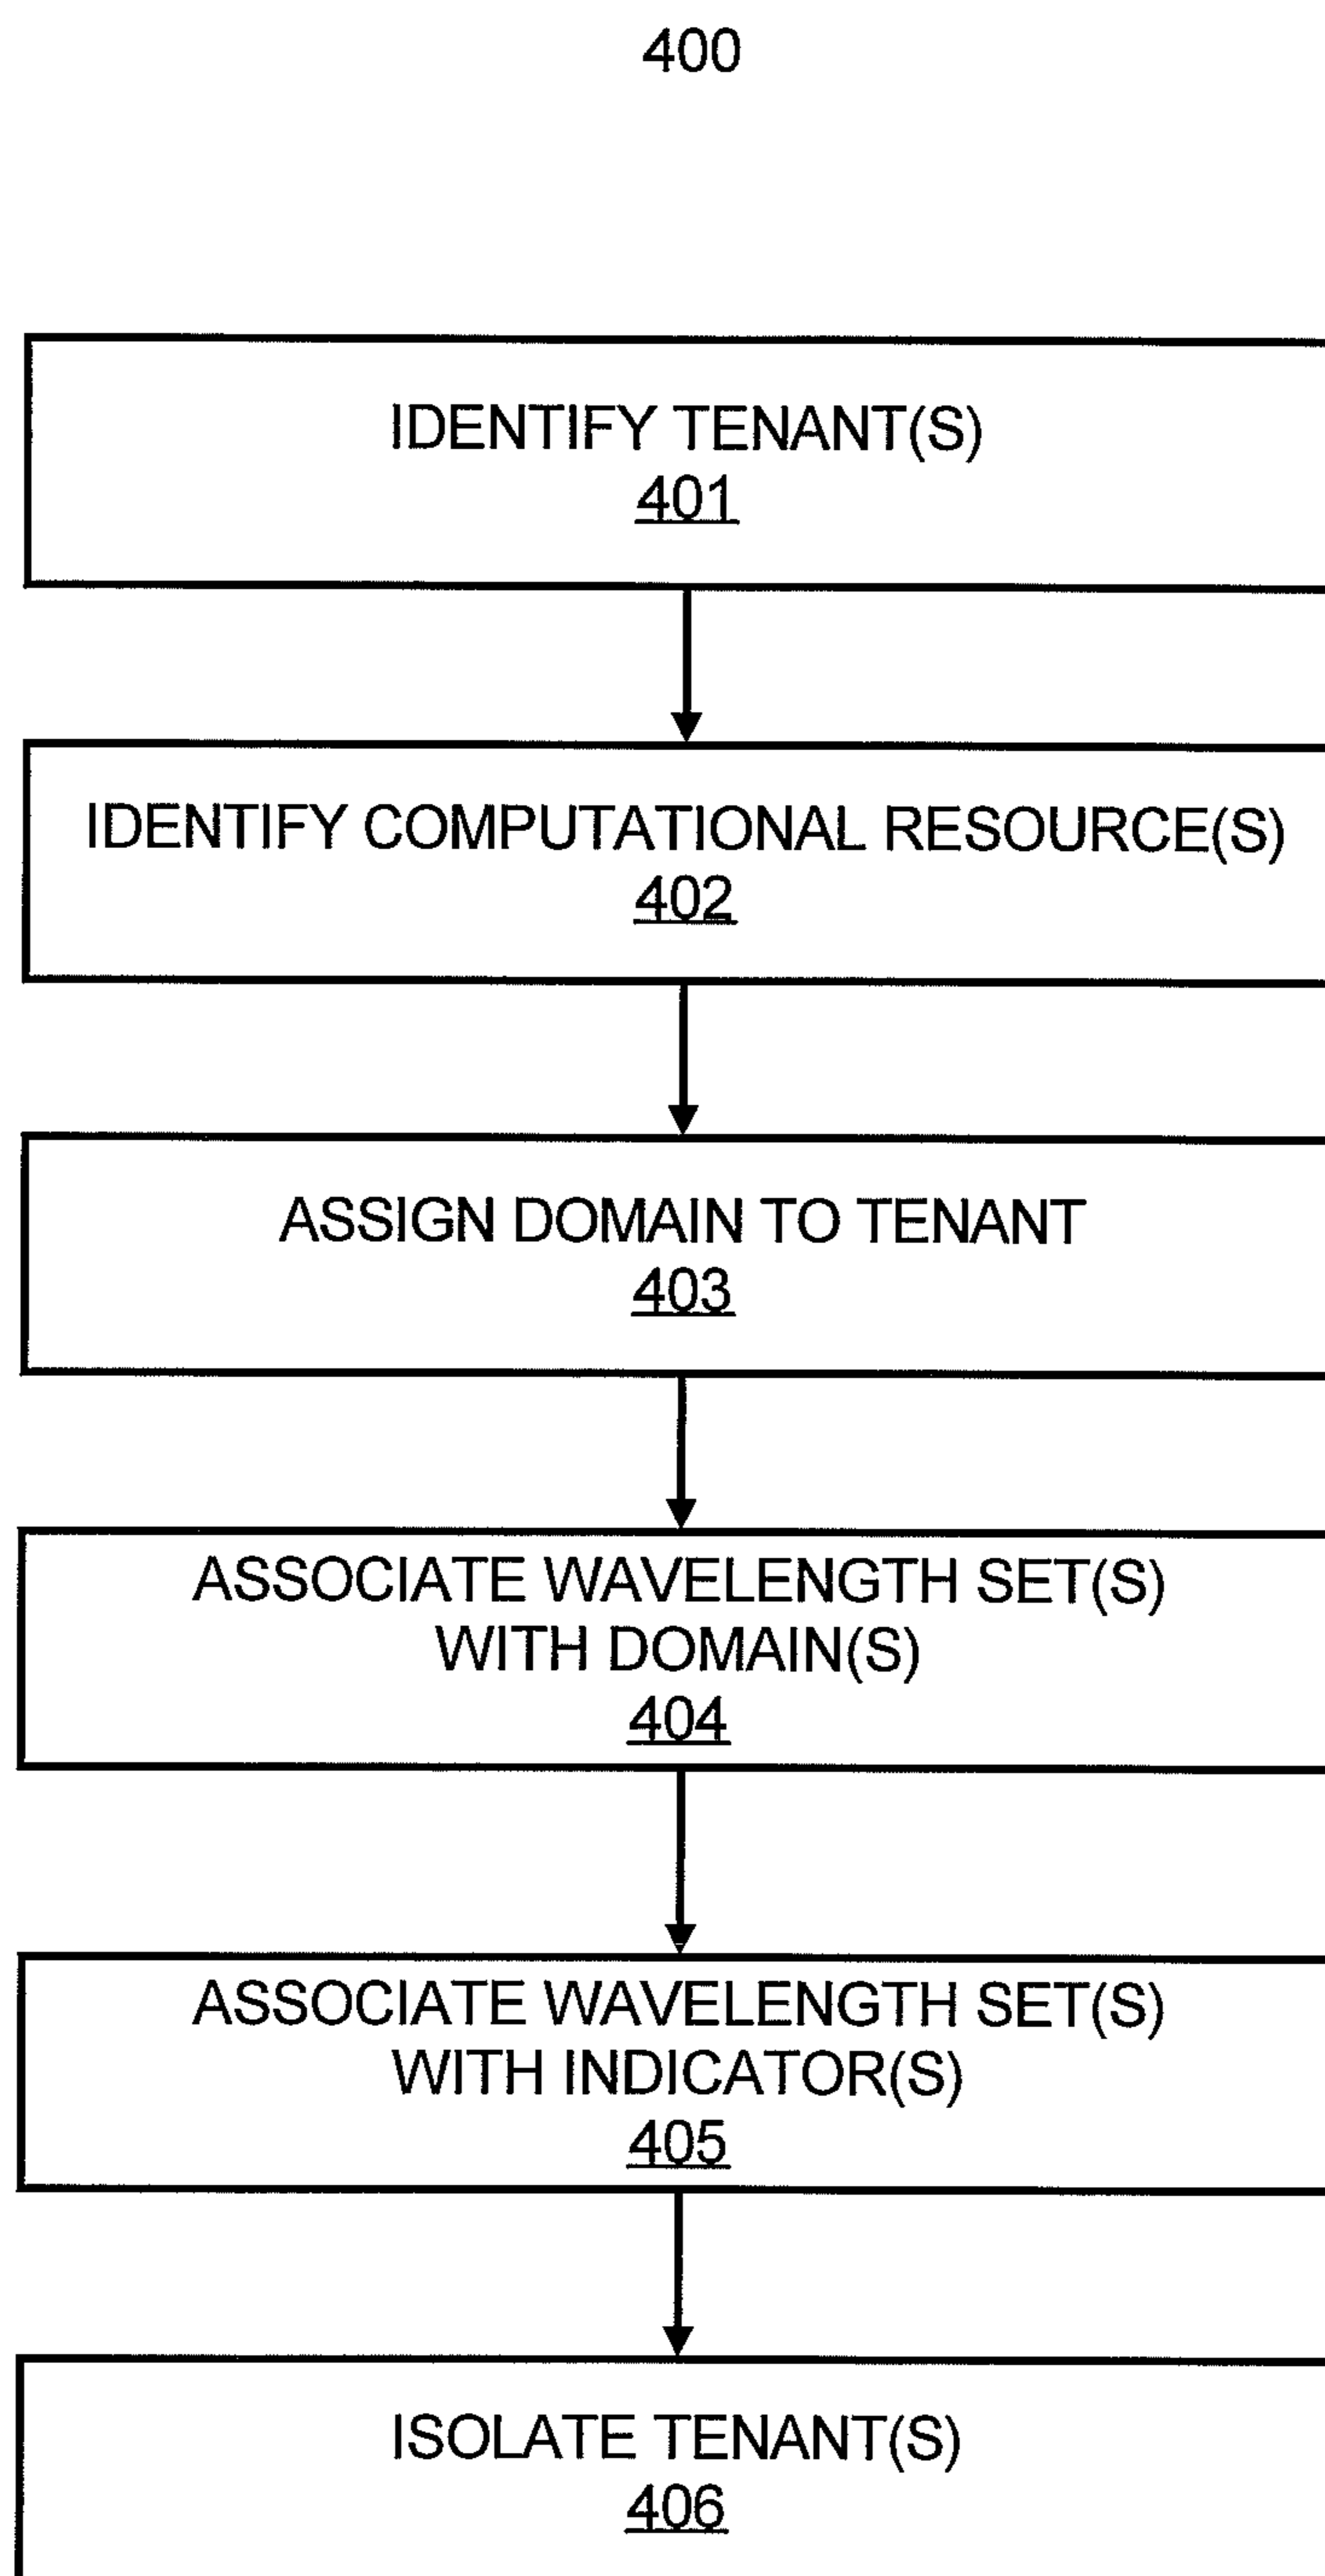 400
IDENTIFY TENANT(S)
401
IDENTIFY COMPUTATIONAL RESOURCE(S)
402
ASSIGN DOMAIN TO TENANT
403
ASSOCIATE WAVELENGTH SET(S)
WITH DOMAIN(S)
404
ASSOCIATE WAVELENGTH SET(S)
WITH INDICATOR(S)
405
ISOLATE TENANT(S)
406